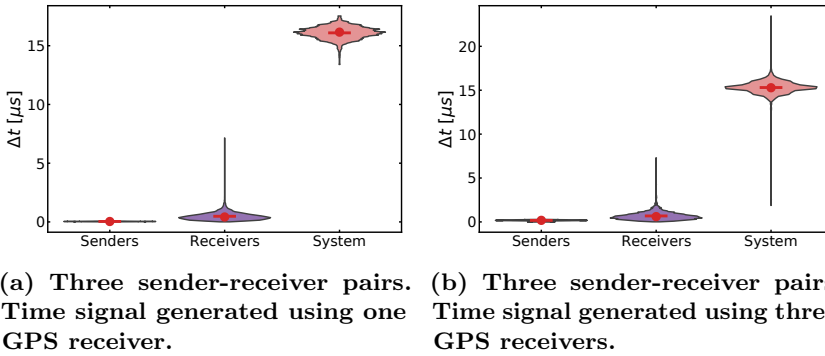 Δt [μs]
15
10
5
0
Senders Receivers System
Δt [μs]
20
15
10
5
0
Senders Receivers System
(a) Three sender-receiver pairs.
Time signal generated using one
GPS receiver.
(b) Three sender-receiver pair
Time signal generated using thre
GPS receivers.